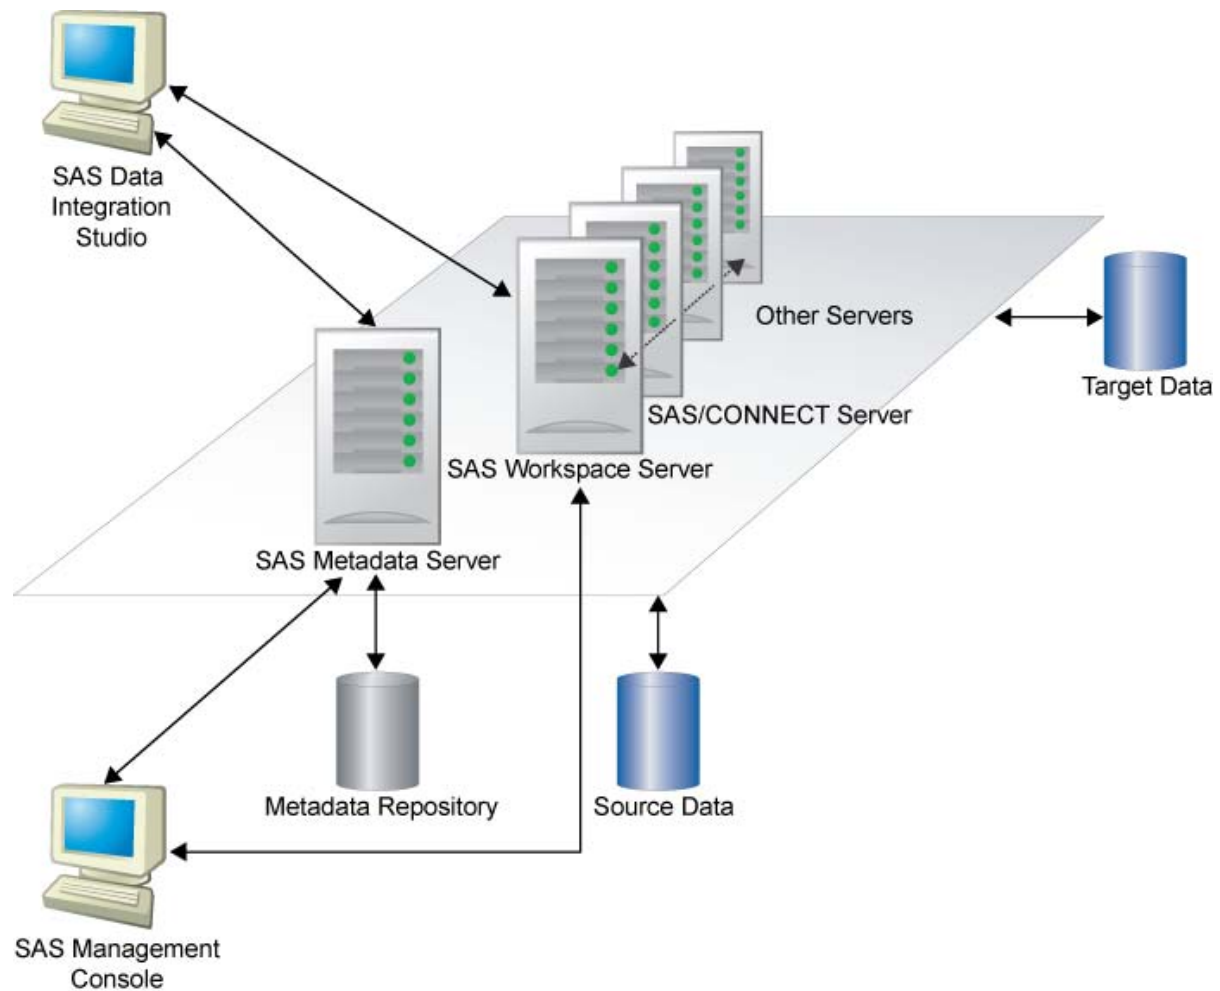 SAS Data
Integration
Studio
Other Servers
Target Data
SAS/CONNECT Server
SAS Workspace Server
SAS Metadata Server
Metadata Repository
Source Data
SAS Management
Console